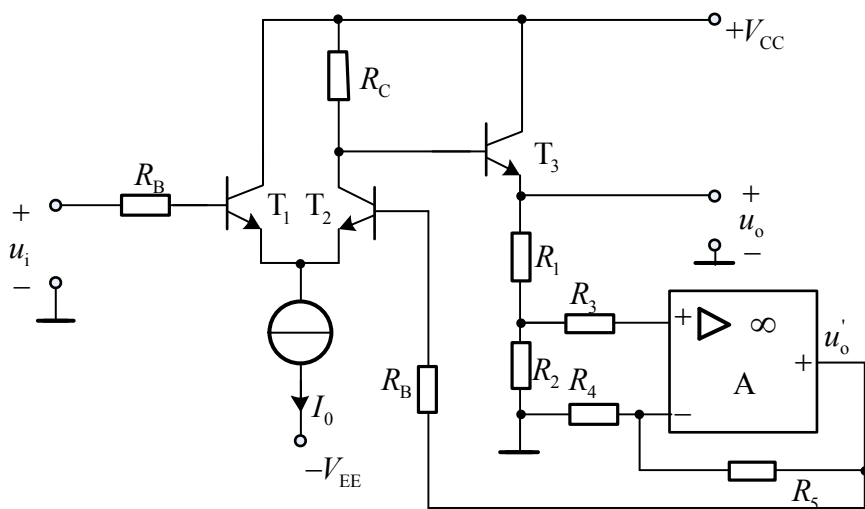 +V_CC
R_C
T_3
R_B
+
u_i
−
T_1
T_2
+
u_o
−
R_1
R_3
+ ▷ ∞
u_o'
+
A
−
R_2
R_4
R_B
I_0
−V_EE
R_5